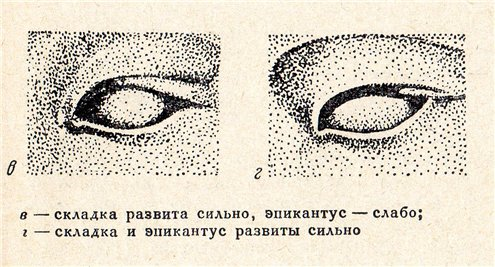 в
г
в — складка развита сильно, эпикантус — слабо;
г — складка и эпикантус развиты сильно